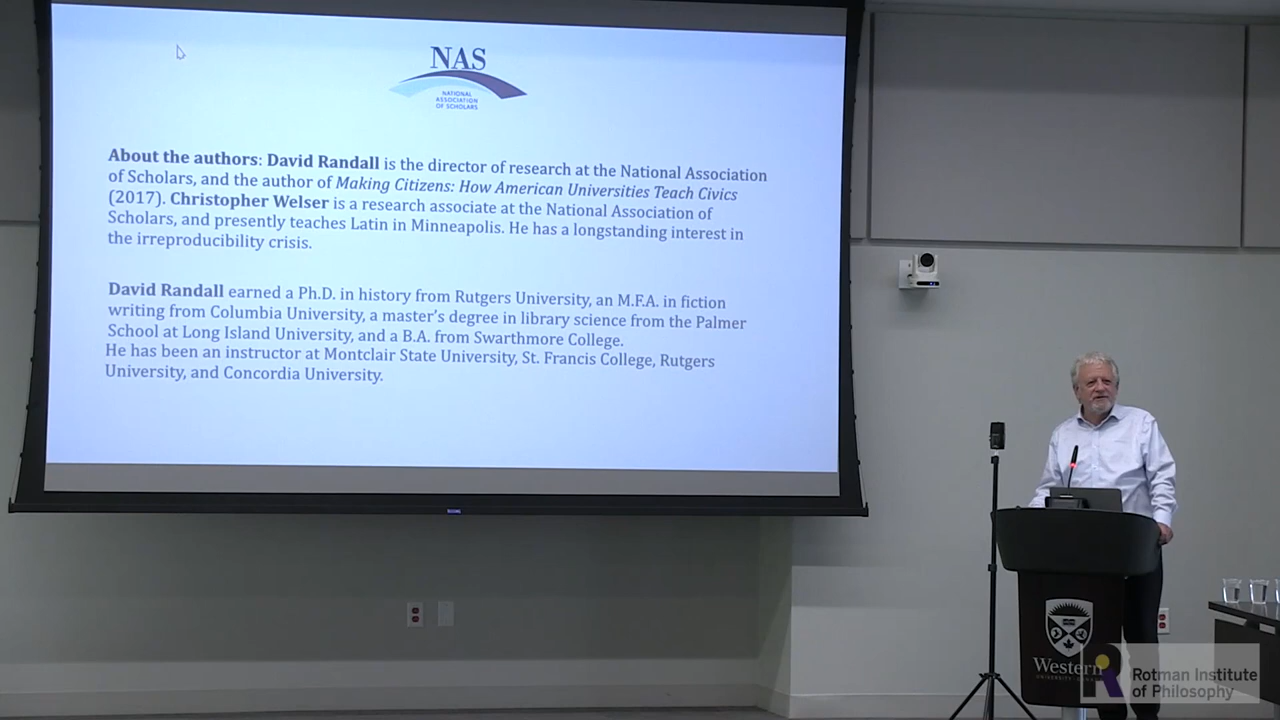 NAS
NATIONAL
ASSOCIATION
OF SCHOLARS
About the authors: David Randall is the director of research at the National Association
of Scholars, and the author of Making Citizens: How American Universities Teach Civics
(2017). Christopher Welser is a research associate at the National Association of
Scholars, and presently teaches Latin in Minneapolis. He has a longstanding interest in
the irreproducibility crisis.
David Randall earned a Ph.D. in history from Rutgers University, an M.F.A. in fiction
writing from Columbia University, a master's degree in library science from the Palmer
School at Long Island University, and a B.A. from Swarthmore College.
He has been an instructor at Montclair State University, St. Francis College, Rutgers
University, and Concordia University.
Western
R Rotman Institute
of Philosophy